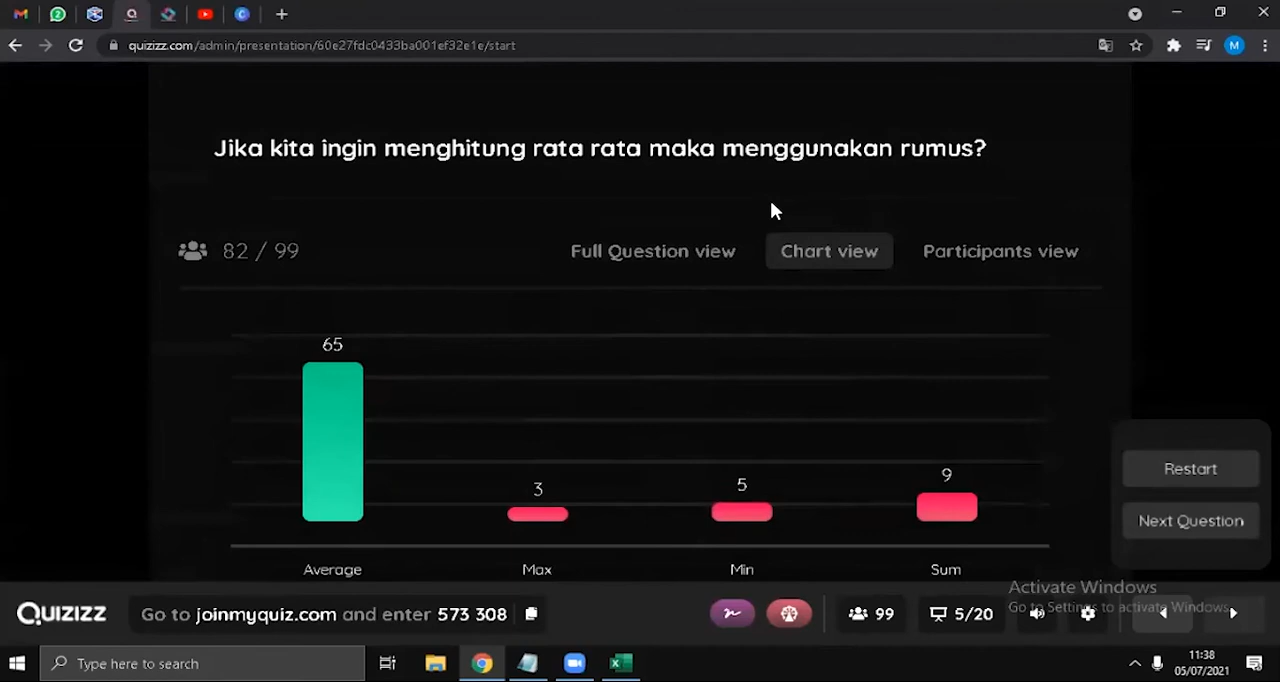 quizizz.com/admin/presentation/60e27fdc0433ba001ef32e1e/start
M
Jika kita ingin menghitung rata rata maka menggunakan rumus?
82 / 99
Full Question view
Chart view
Participants view
65
3
5
9
Average
Max
Min
Sum
Restart
Next Question
Activate Windows
Go to Settings to activate Windows.
Quizizz
Go to joinmyquiz.com and enter 573 308
99
5/20
Type here to search
11:38
05/07/2021